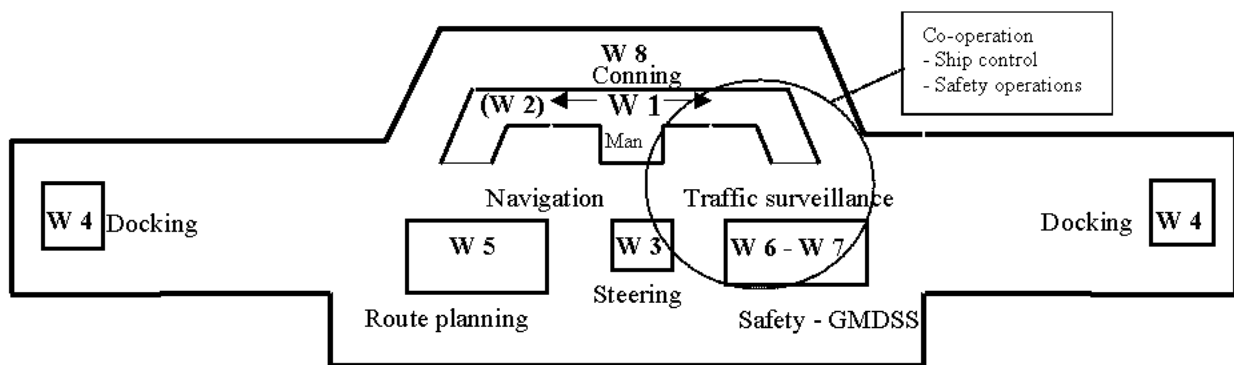 Co-operation
- Ship control
- Safety operations
W 8
Conning
(W 2)
W 1
Man
Navigation
Traffic surveillance
W 4
Docking
Docking
W 4
W 5
W 3
W 6 - W 7
Steering
Route planning
Safety - GMDSS